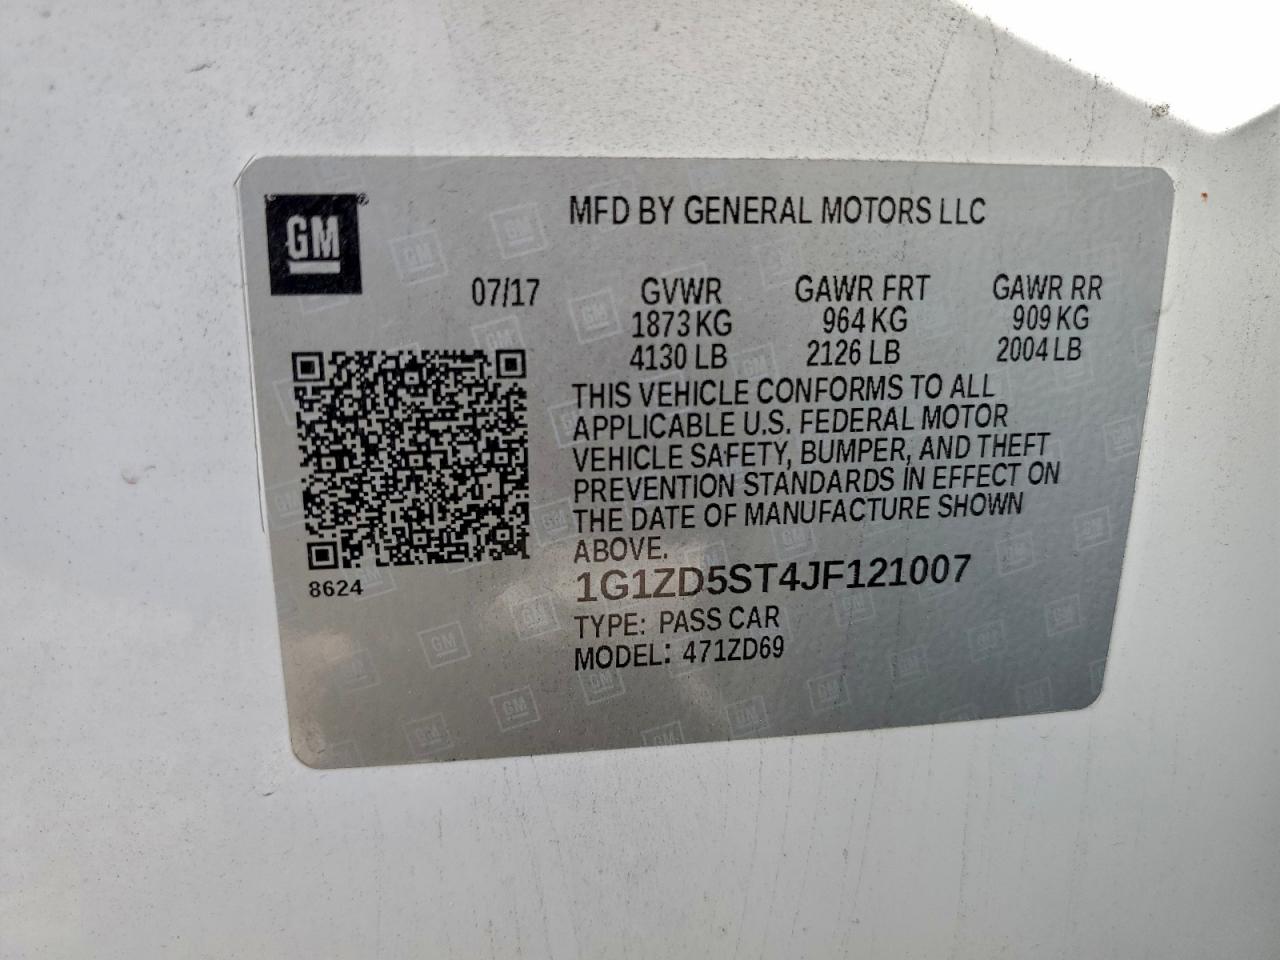 GM
MFD BY GENERAL MOTORS LLC
07/17 GVWR GAWR FRT GAWR RR
1873 KG 964 KG 909 KG
4130 LB 2126 LB 2004 LB
THIS VEHICLE CONFORMS TO ALL
APPLICABLE U.S. FEDERAL MOTOR
VEHICLE SAFETY, BUMPER, AND THEFT
PREVENTION STANDARDS IN EFFECT ON
THE DATE OF MANUFACTURE SHOWN
ABOVE.
8624
1G1ZD5ST4JF121007
TYPE: PASS CAR
MODEL: 471ZD69